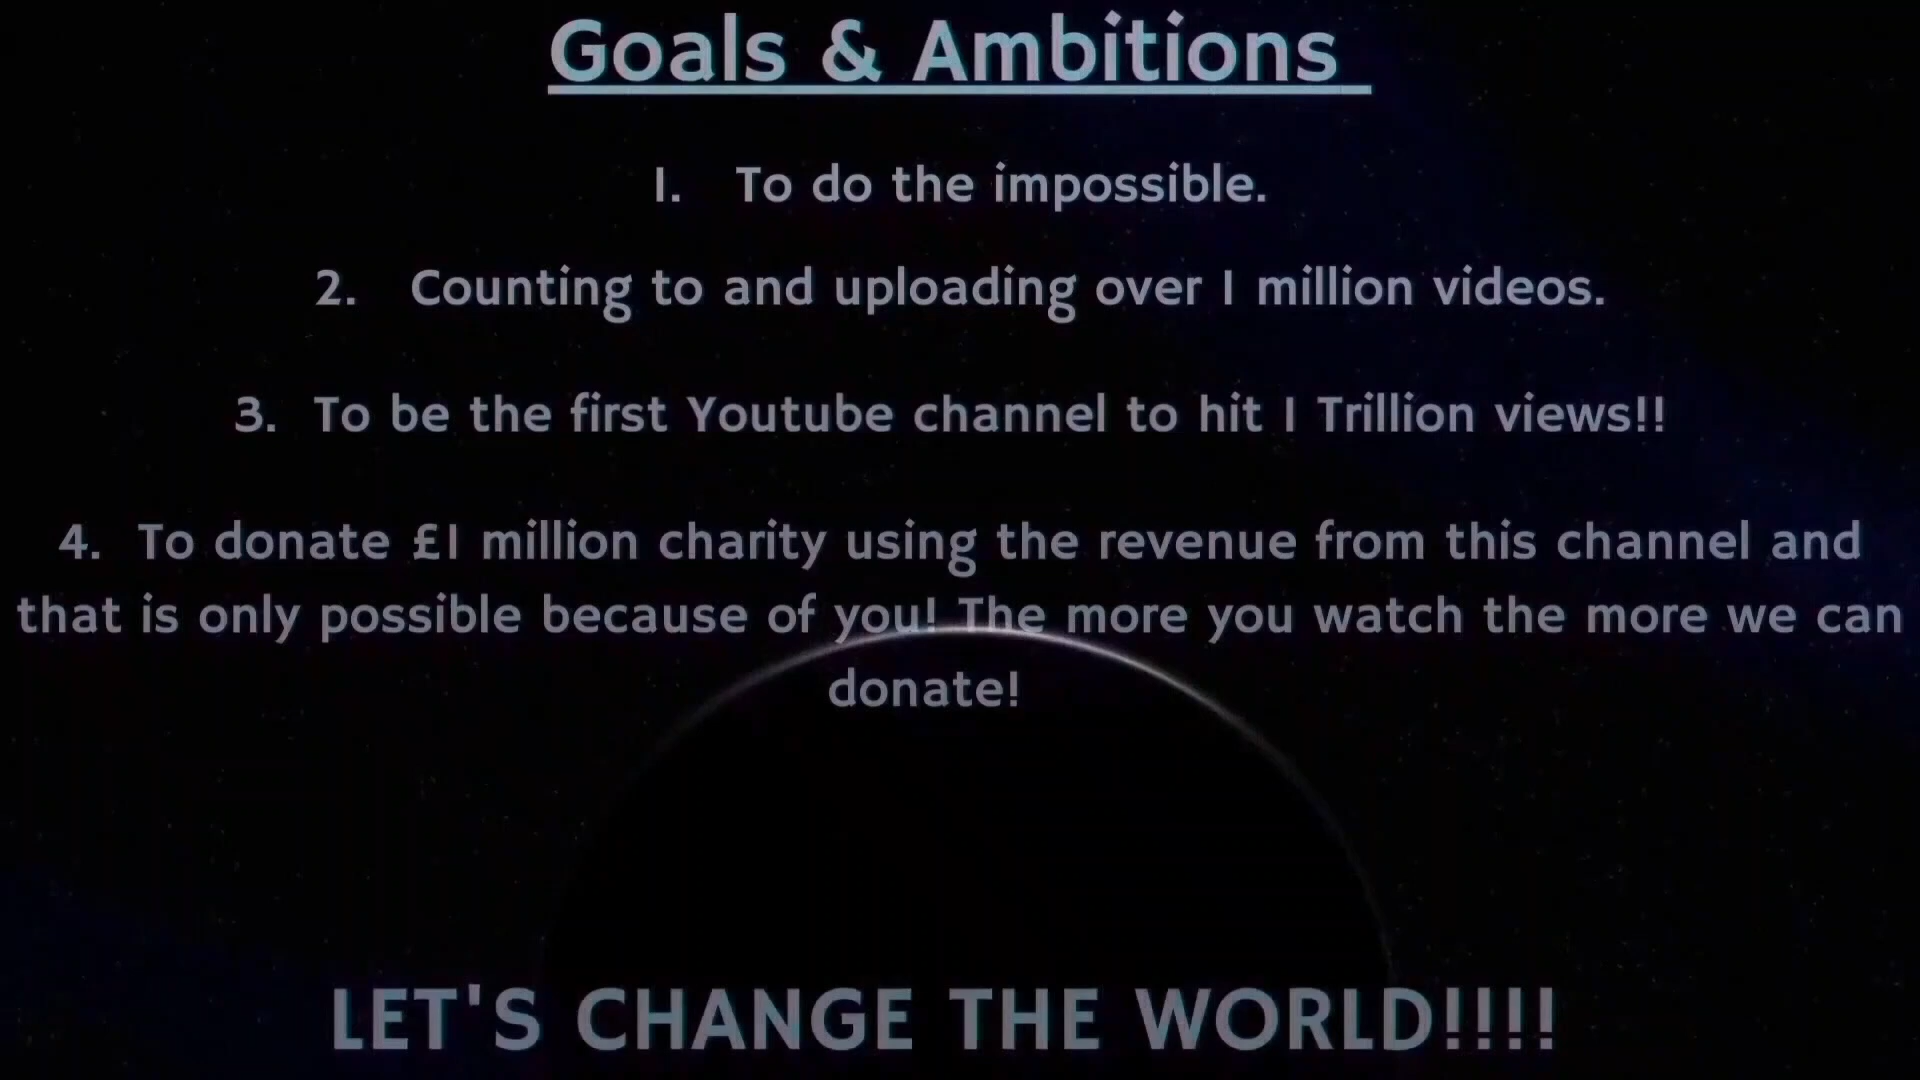 Goals & Ambitions
1. To do the impossible.
2. Counting to and uploading over 1 million videos.
3. To be the first Youtube channel to hit 1 Trillion views!!
4. To donate £1 million charity using the revenue from this channel and
that is only possible because of you! The more you watch the more we can
donate!
LET'S CHANGE THE WORLD!!!!